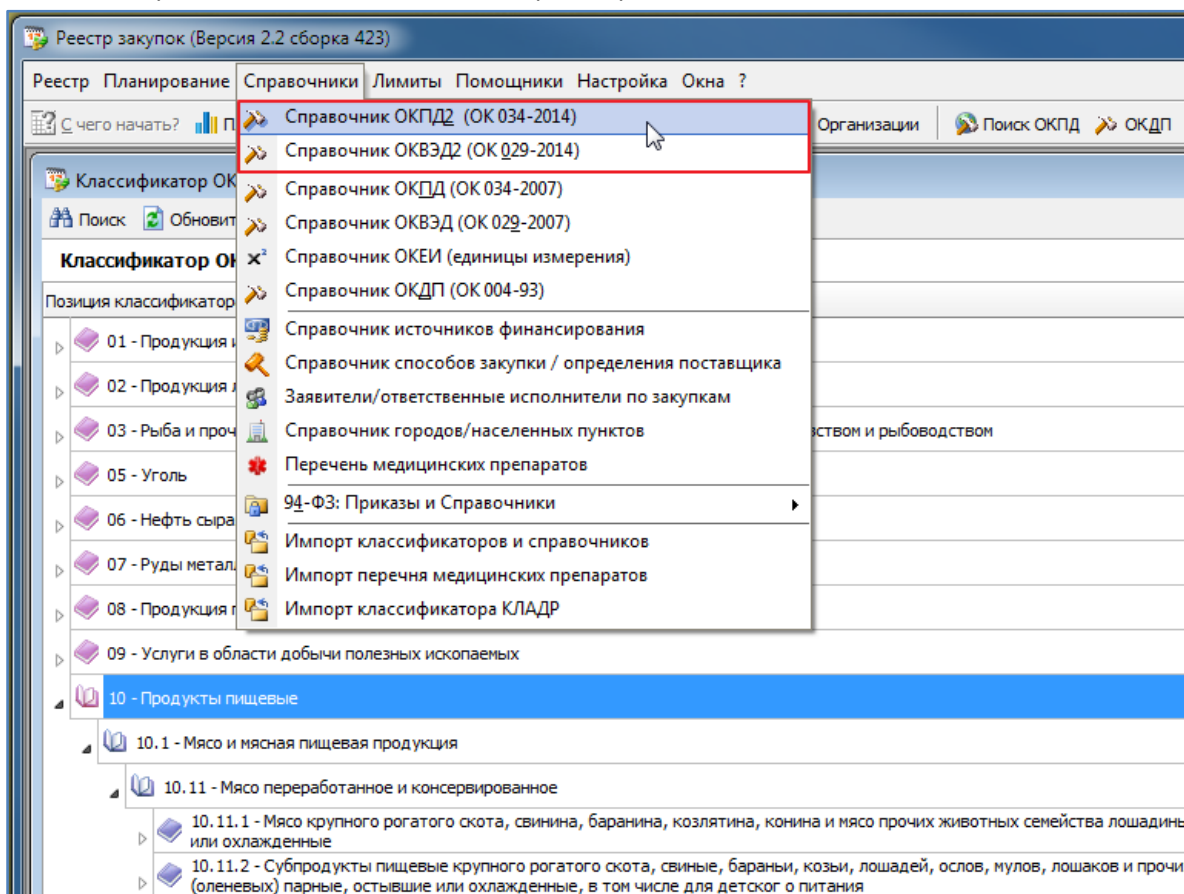 Реестр закупок (Версия 2.2 сборка 423)
Реестр Планирование Справочники Лимиты Помощники Настройка Окна ?
С чего начать? П Организации Поиск ОКПД ОКДП
Справочник ОКПД2 (ОК 034-2014)
Справочник ОКВЭД2 (ОК 029-2014)
Справочник ОКПД (ОК 034-2007)
Справочник ОКВЭД (ОК 029-2007)
Справочник ОКЕИ (единицы измерения)
Справочник ОКДП (ОК 004-93)
Справочник источников финансирования
Справочник способов закупки / определения поставщика
Заявители/ответственные исполнители по закупкам
Справочник городов/населенных пунктов
Перечень медицинских препаратов
94-ФЗ: Приказы и Справочники
Импорт классификаторов и справочников
Импорт перечня медицинских препаратов
Импорт классификатора КЛАДР
Классификатор ОК
Поиск Обновит
Классификатор ОК
Позиция классификатор
01 - Продукция и
02 - Продукция л
03 - Рыба и проч ством и рыбоводством
05 - Уголь
06 - Нефть сыра
07 - Руды метал
08 - Продукция г
09 - Услуги в области добычи полезных ископаемых
10 - Продукты пищевые
10.1 - Мясо и мясная пищевая продукция
10.11 - Мясо переработанное и консервированное
10.11.1 - Мясо крупного рогатого скота, свинина, баранина, козлятина, конина и мясо прочих животных семейства лошадины
или охлажденные
10.11.2 - Субпродукты пищевые крупного рогатого скота, свиные, бараньи, козьи, лошадей, ослов, мулов, лошаков и прочи
(оленевых) парные, остывшие или охлажденные, в том числе для детског о питания